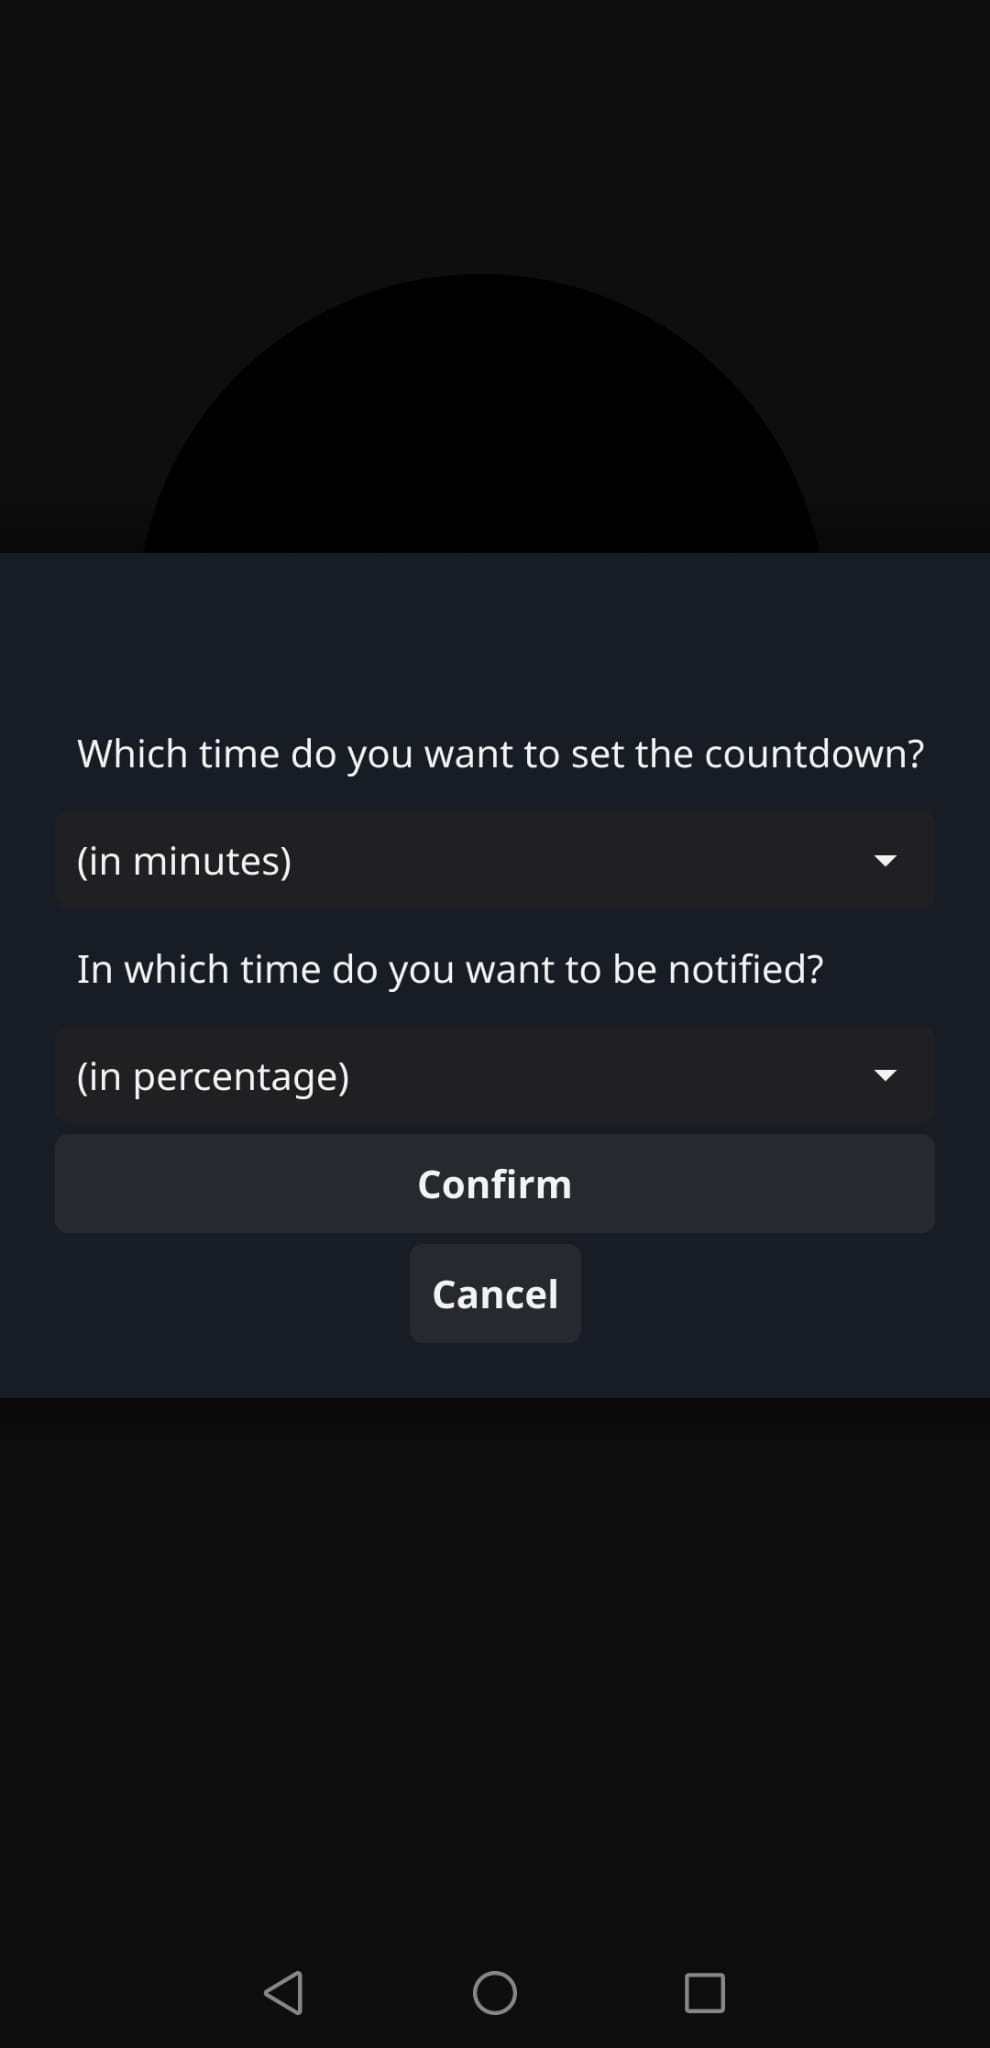 Which time do you want to set the countdown?
(in minutes)
In which time do you want to be notified?
(in percentage)
Confirm
Cancel